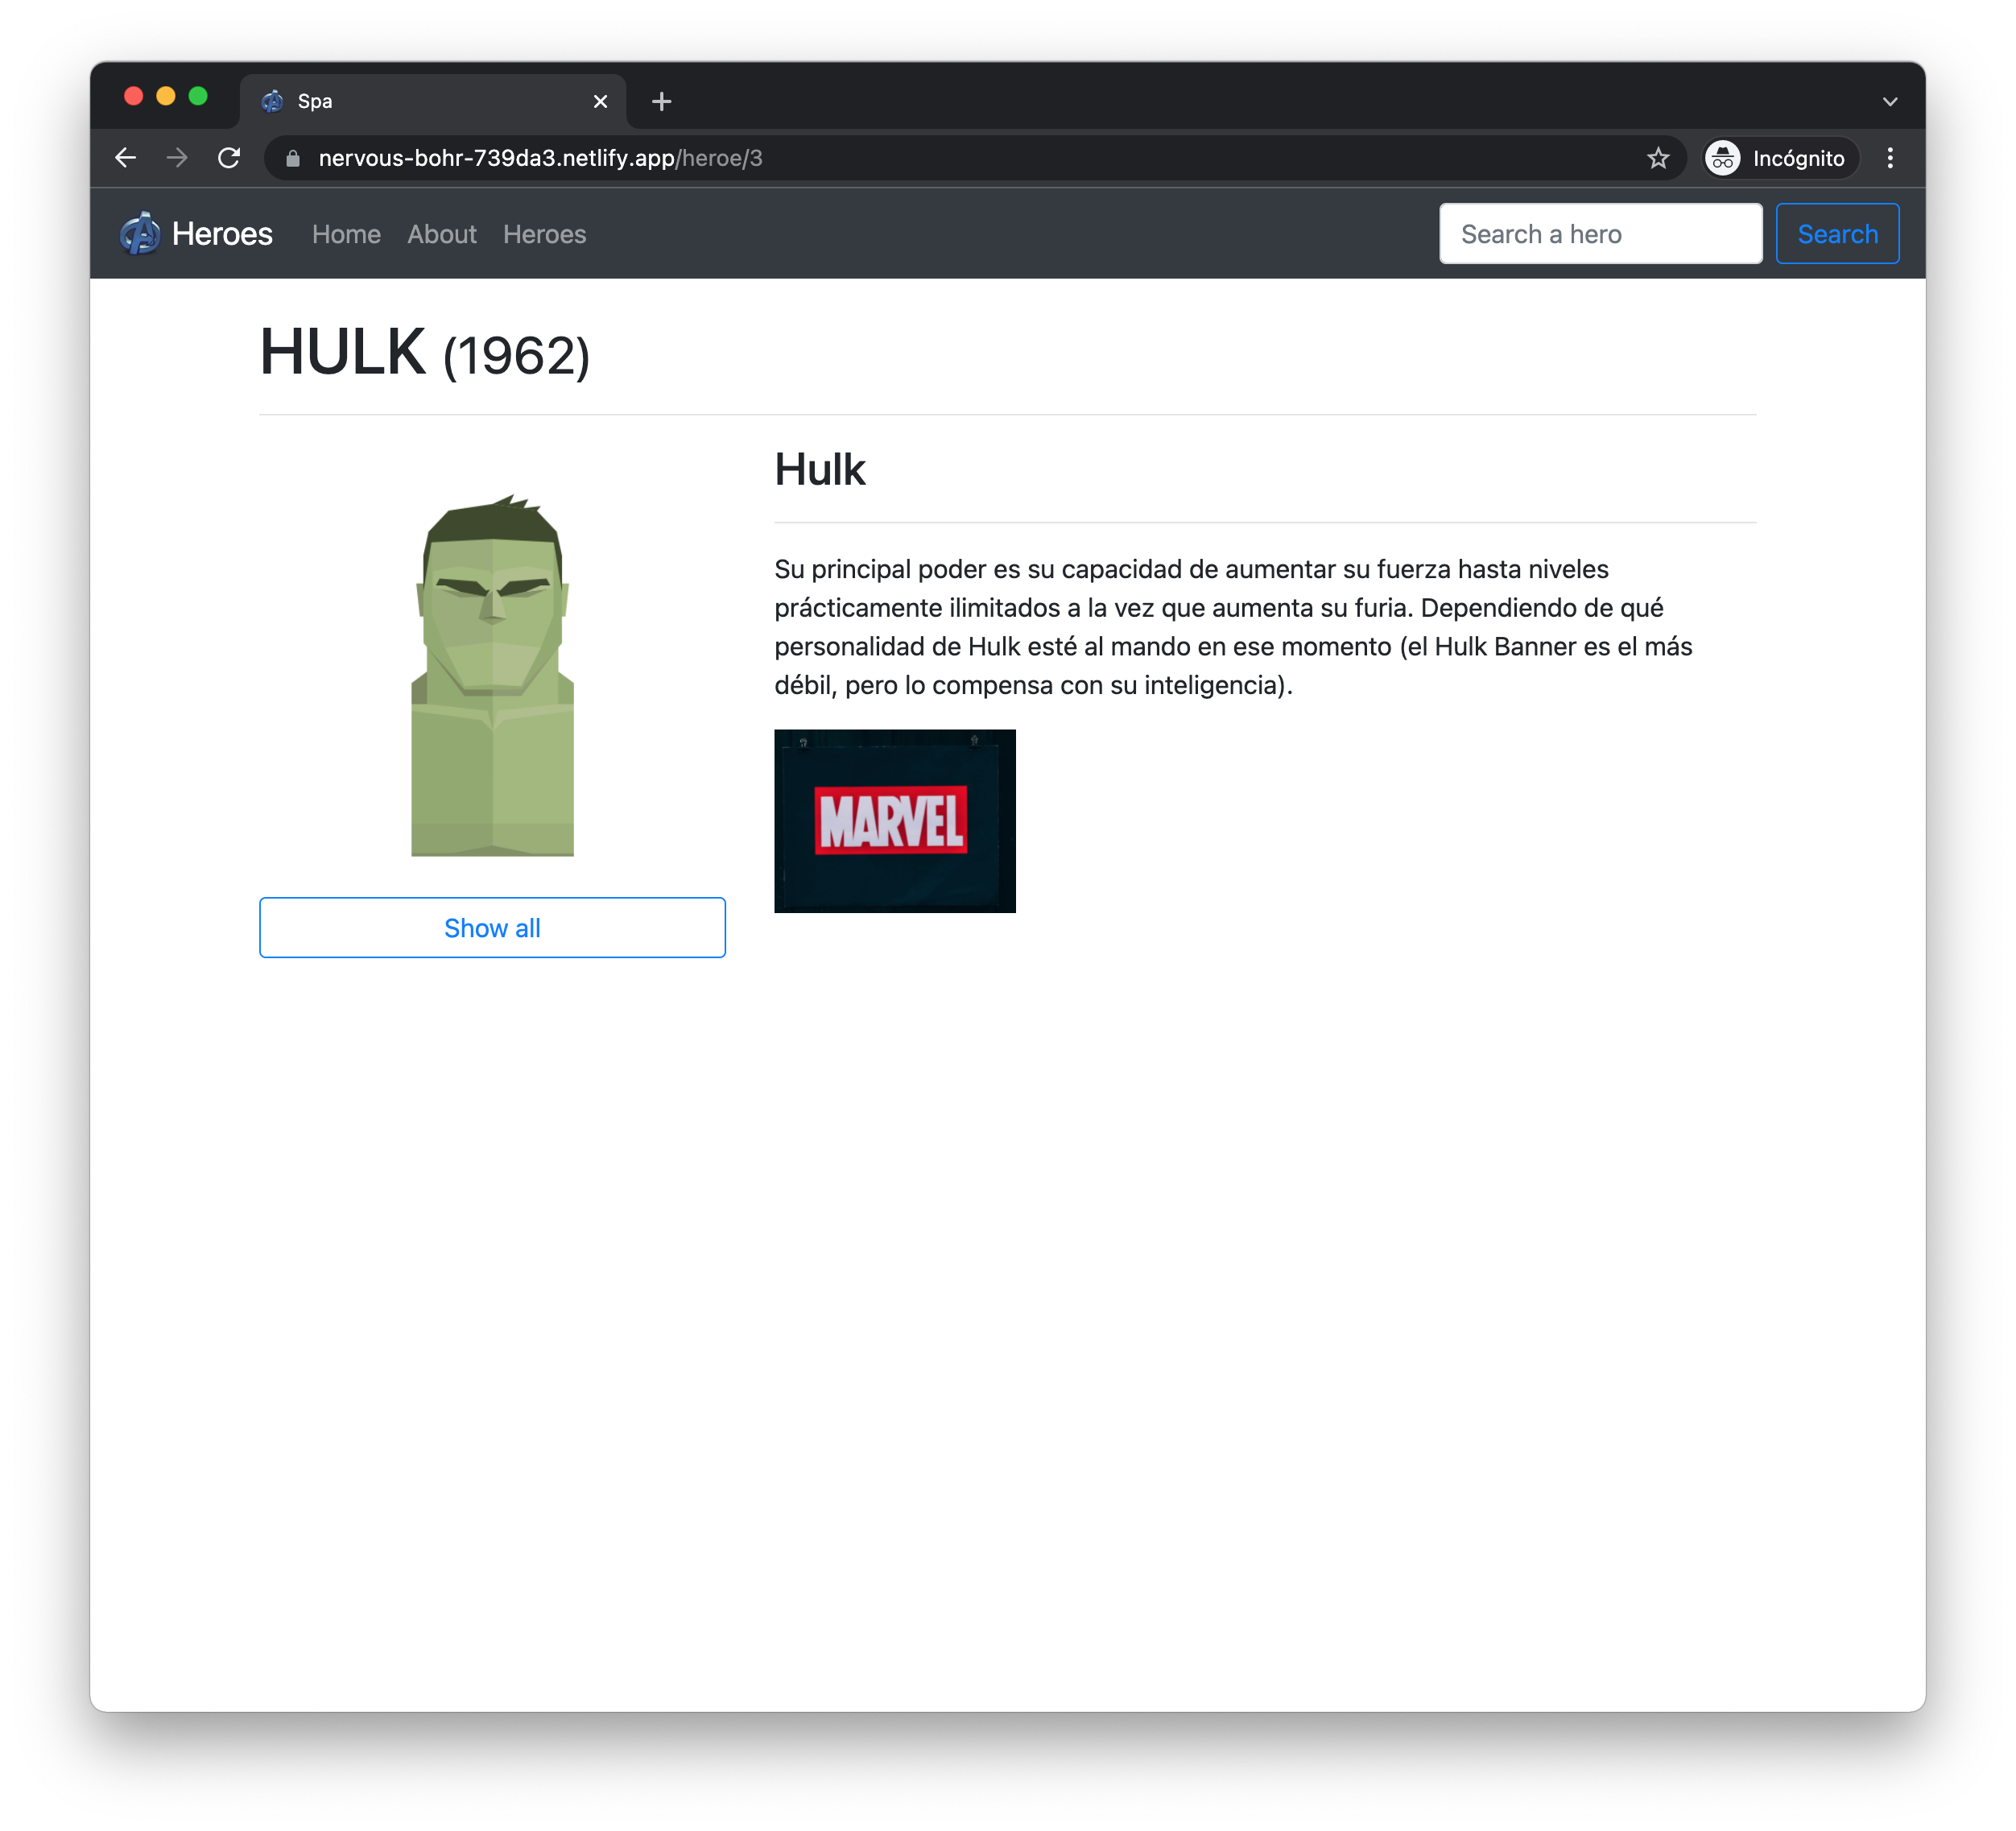 Spa
nervous-bohr-739da3.netlify.app/heroe/3
Incógnito
Heroes Home About Heroes Search a hero Search
HULK (1962)
Hulk
Su principal poder es su capacidad de aumentar su fuerza hasta niveles
prácticamente ilimitados a la vez que aumenta su furia. Dependiendo de qué
personalidad de Hulk esté al mando en ese momento (el Hulk Banner es el más
débil, pero lo compensa con su inteligencia).
MARVEL
Show all